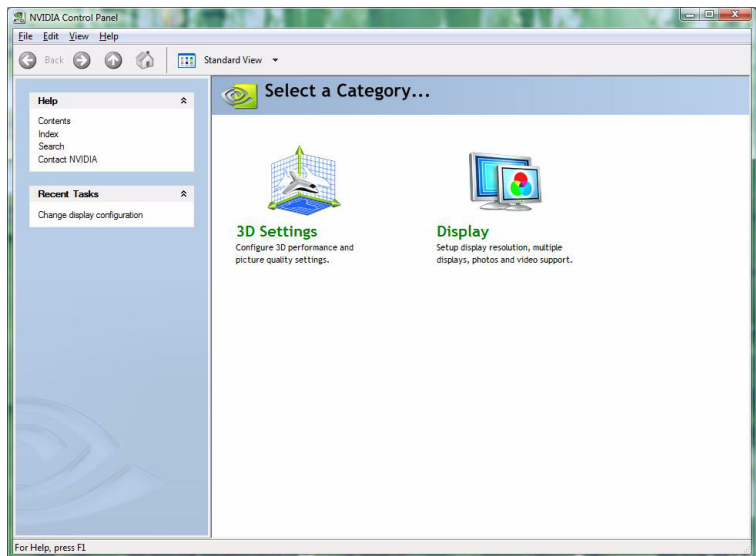 NVIDIA Control Panel
File Edit View Help
Back Standard View
Select a Category...
Help
Contents
Index
Search
Contact NVIDIA
Recent Tasks
Change display configuration
3D Settings
Configure 3D performance and
picture quality settings.
Display
Setup display resolution, multiple
displays, photos and video support.
For Help, press F1